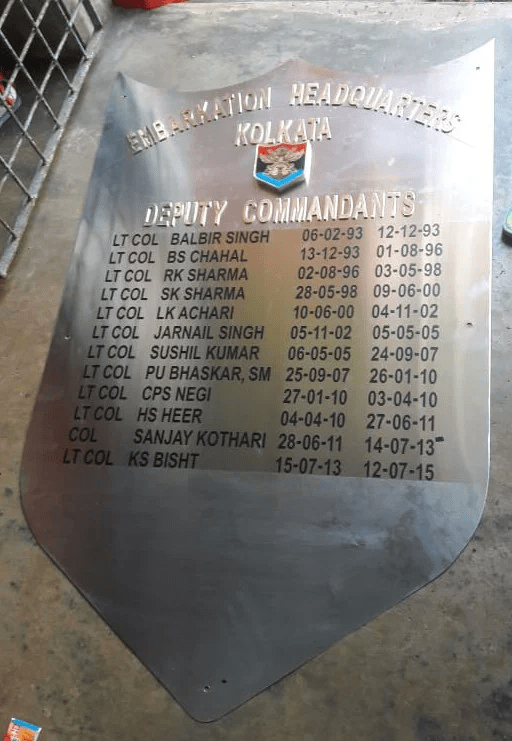 EMBARKATION HEADQUARTERS
KOLKATA
DEPUTY COMMANDANTS
LT COL BALBIR SINGH 06-02-93 12-12-93
LT COL BS CHAHAL 13-12-93 01-08-96
LT COL RK SHARMA 02-08-96 03-05-98
LT COL SK SHARMA 28-05-98 09-06-00
LT COL LK ACHARI 10-06-00 04-11-02
LT COL JARNAIL SINGH 05-11-02 05-05-05
LT COL SUSHIL KUMAR 06-05-05 24-09-07
LT COL PU BHASKAR, SM 25-09-07 26-01-10
LT COL CPS NEGI 27-01-10 03-04-10
LT COL HS HEER 04-04-10 27-06-11
COL SANJAY KOTHARI 28-06-11 14-07-13
LT COL KS BISHT 15-07-13 12-07-15